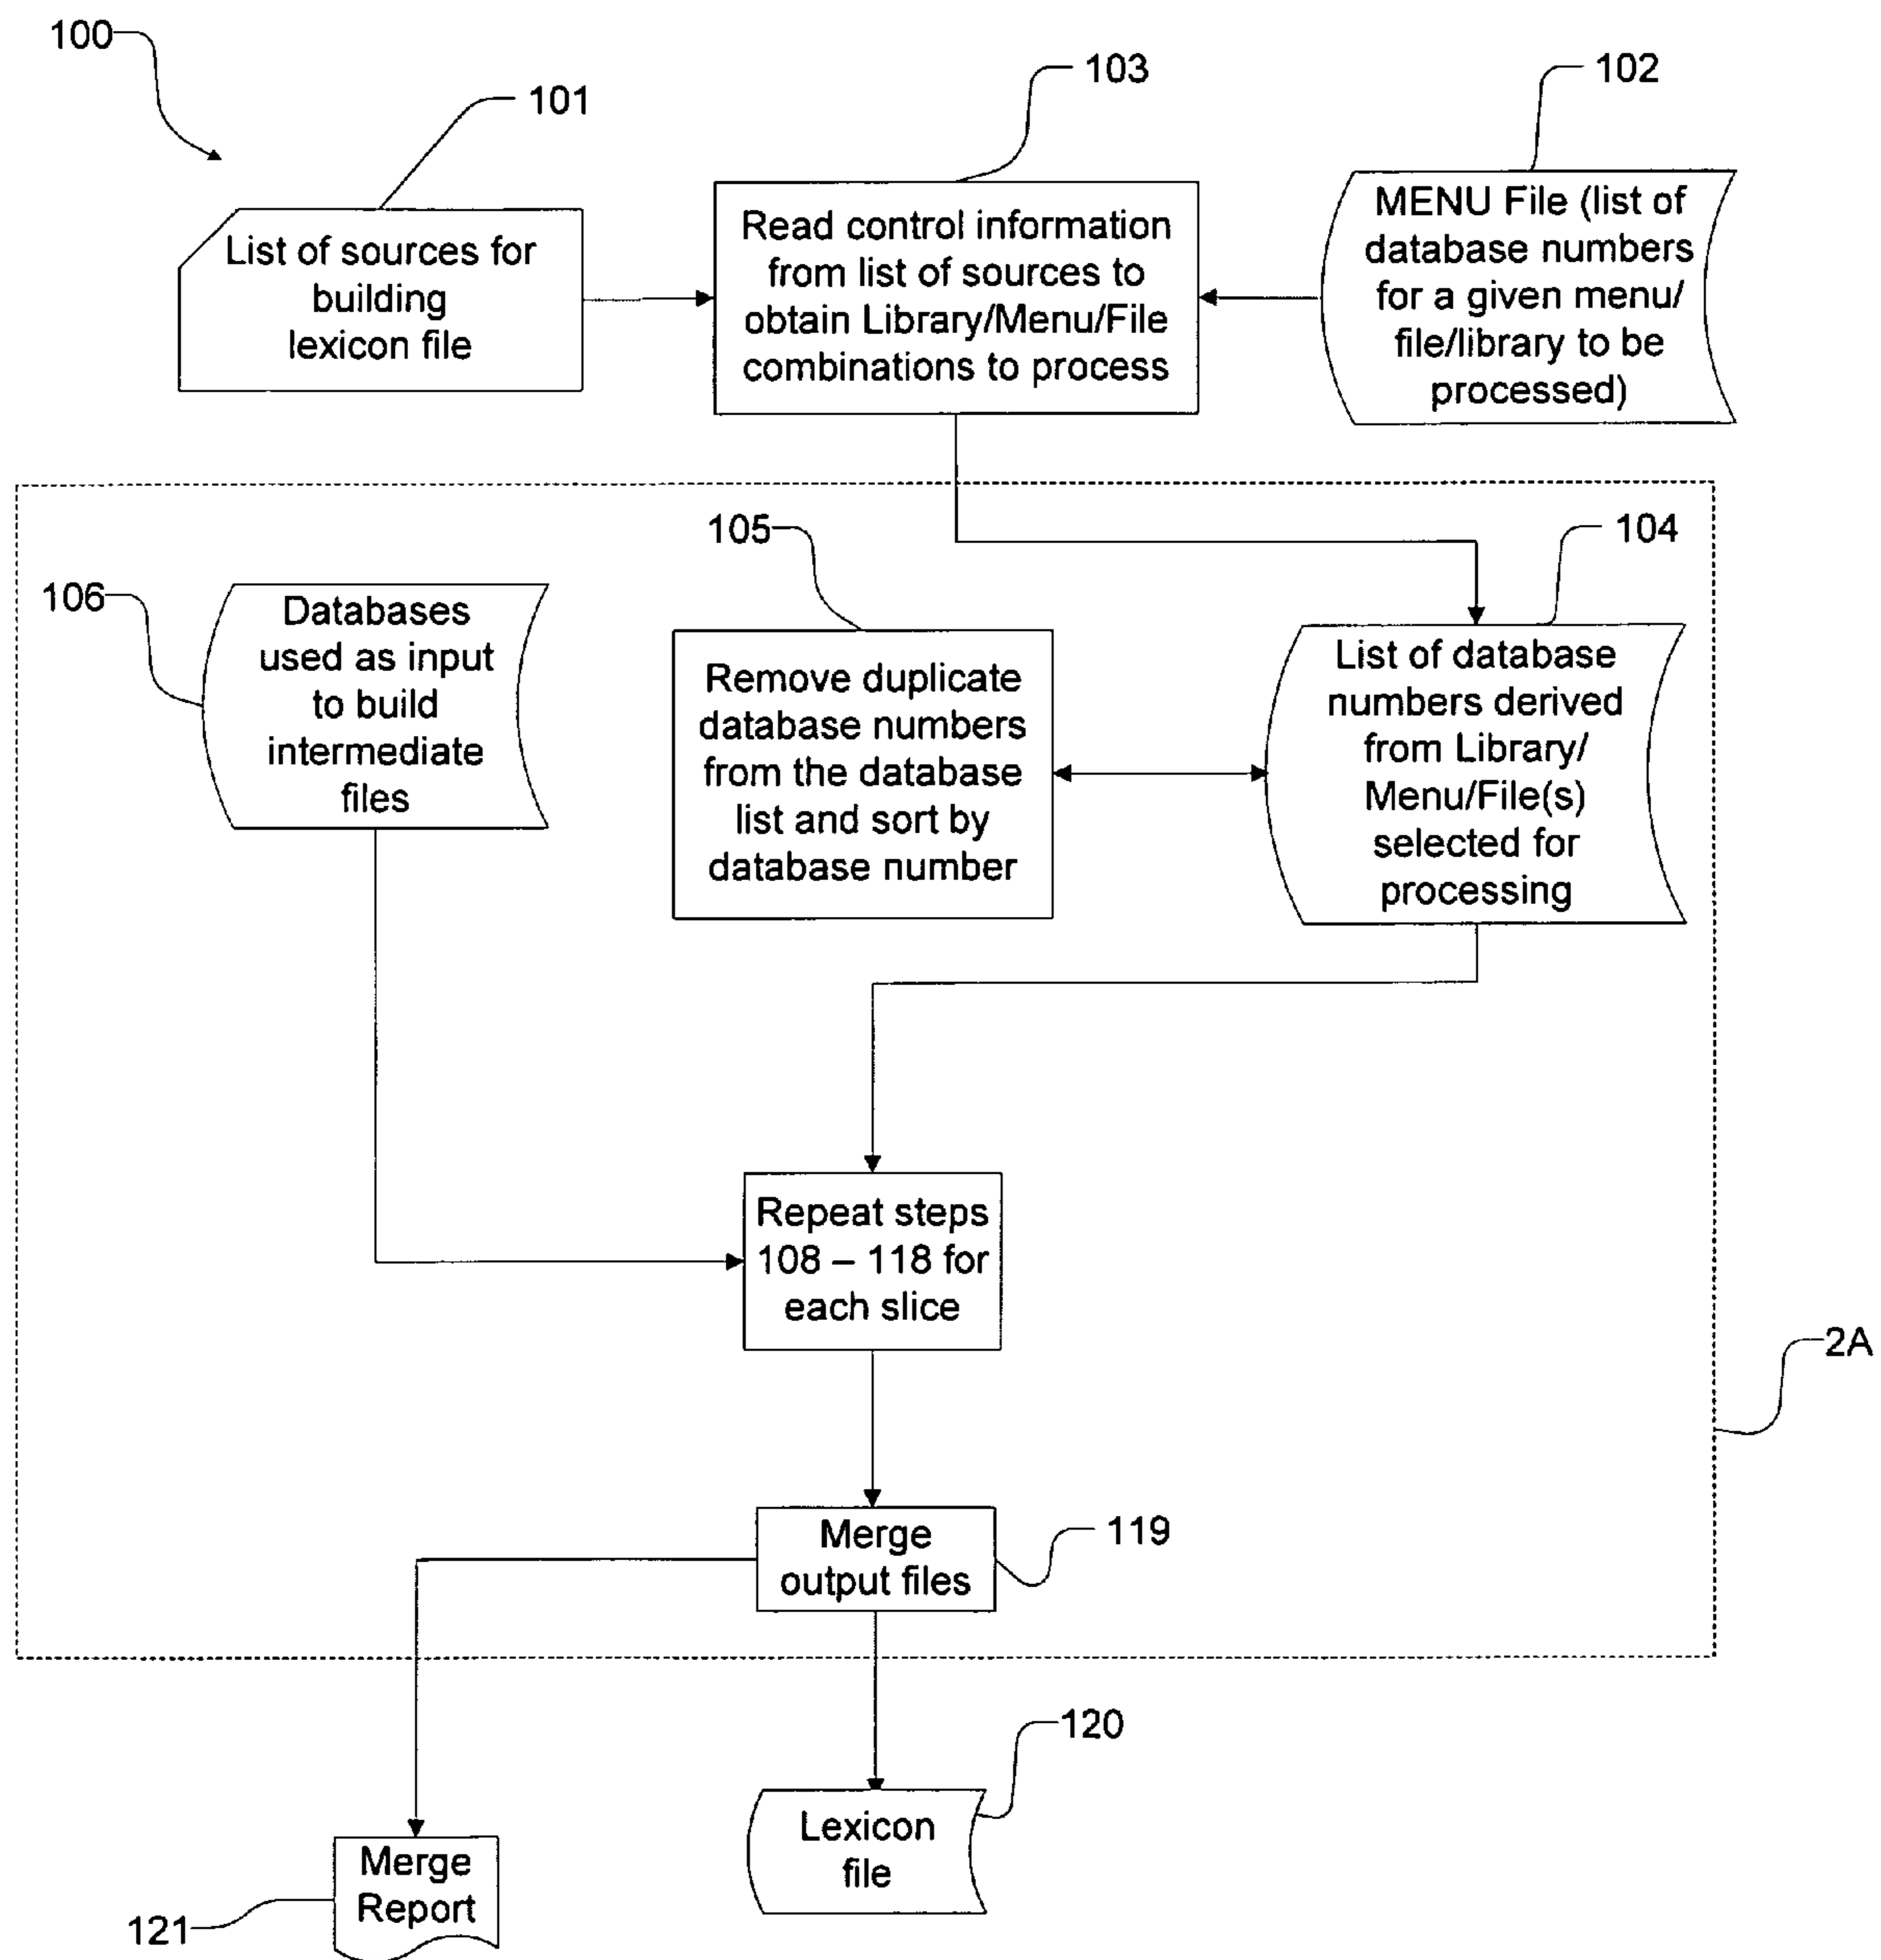 100
101
103
102
List of sources for
building
lexicon file
Read control information
from list of sources to
obtain Library/Menu/File
combinations to process
MENU File (list of
database numbers
for a given menu/
file/library to be
processed)
105
104
106
Databases
used as input
to build
intermediate
files
Remove duplicate
database numbers
from the database
list and sort by
database number
List of database
numbers derived
from Library/
Menu/File(s)
selected for
processing
Repeat steps
108 – 118 for
each slice
2A
Merge
output files
119
120
Lexicon
file
Merge
Report
121